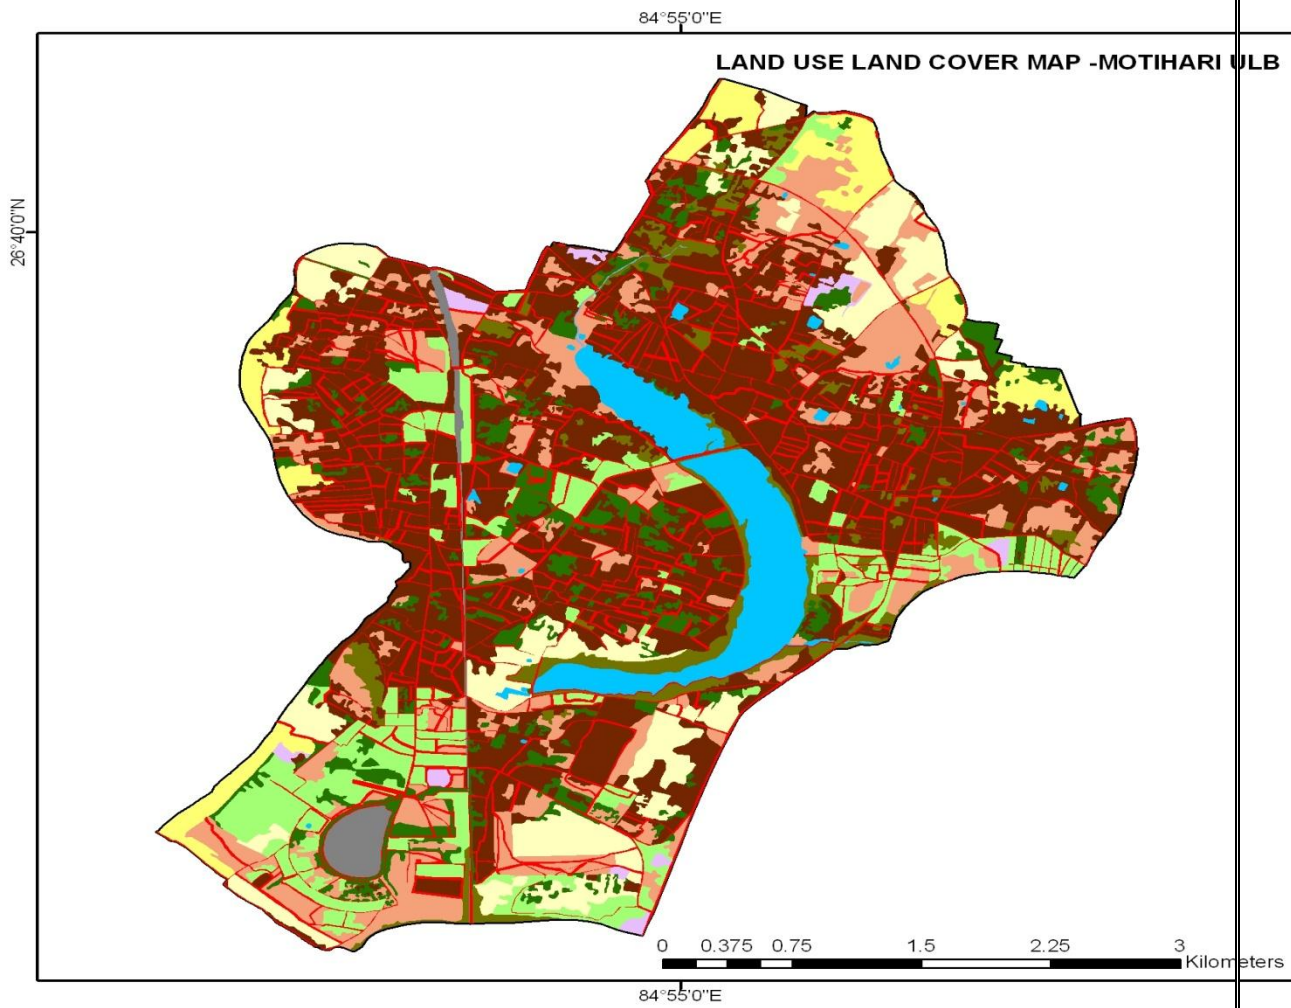 84°55'0"E
LAND USE LAND COVER MAP -MOTIHARI ULB
26°40'0"N
0 0.375 0.75 1.5 2.25 3
Kilometers
84°55'0"E